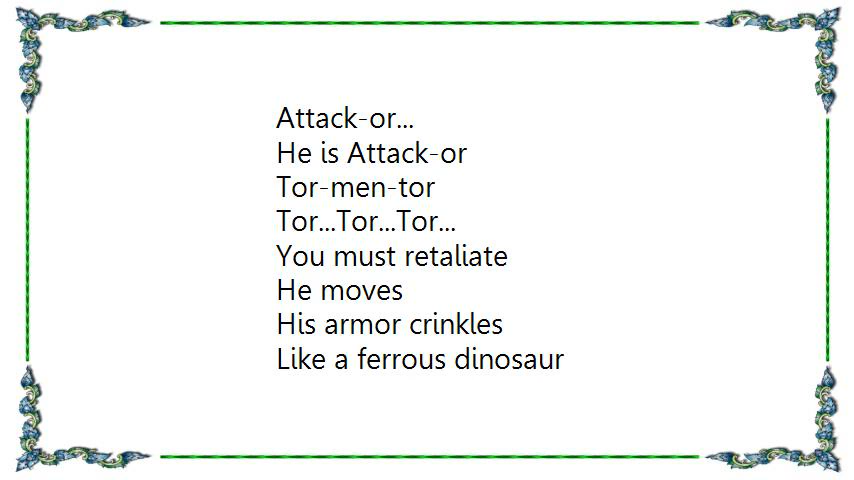 Attack-or...
He is Attack-or
Tor-men-tor
Tor...Tor...Tor...
You must retaliate
He moves
His armor crinkles
Like a ferrous dinosaur